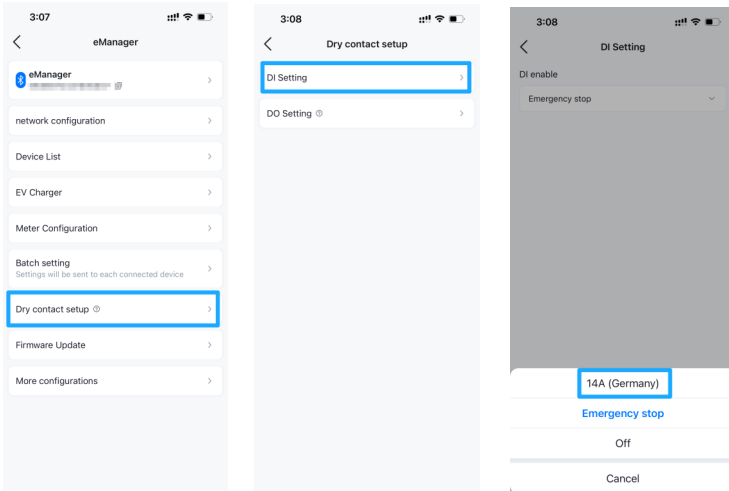 3:07
eManager
eManager
network configuration
Device List
EV Charger
Meter Configuration
Batch setting
Settings will be sent to each connected device
Dry contact setup
Firmware Update
More configurations
3:08
Dry contact setup
DI Setting
DO Setting
3:08
DI Setting
DI enable
Emergency stop
14A (Germany)
Emergency stop
Off
Cancel